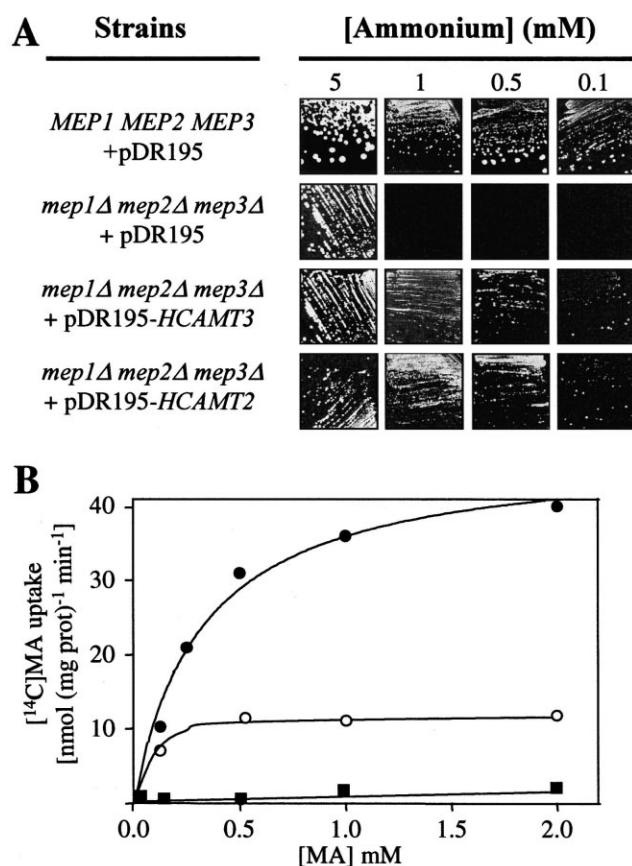 A
Strains
[Ammonium] (mM)
5 1 0.5 0.1
MEP1 MEP2 MEP3
+pDR195
mep1Δ mep2Δ mep3Δ
+ pDR195
mep1Δ mep2Δ mep3Δ
+ pDR195-HCAMT3
mep1Δ mep2Δ mep3Δ
+ pDR195-HCAMT2
B
[¹⁴C]MA uptake
[nmol (mg prot)⁻¹ min⁻¹]
40
30
20
10
0.0 0.5 1.0 1.5 2.0
[MA] mM